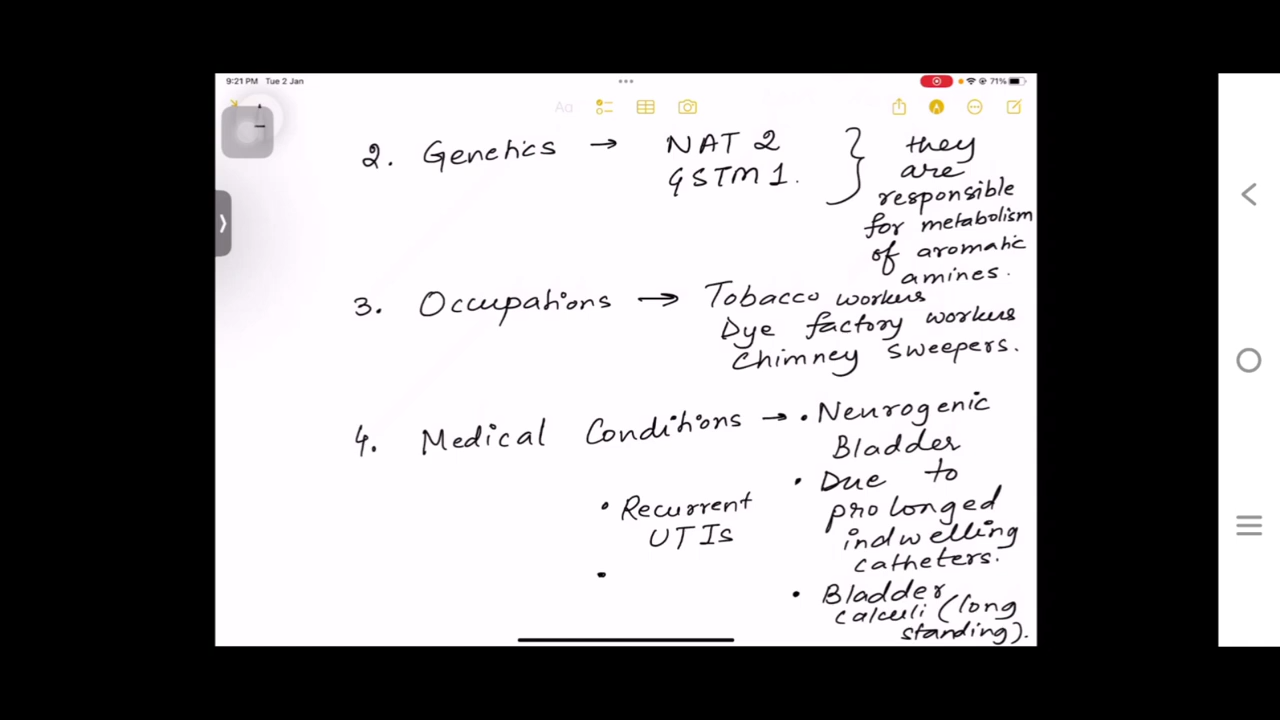 9:21 PM Tue 2 Jan
71%
Aa
2. Genetics → NAT 2
GSTM 1.
} they
are
responsible
for metabolism
of aromatic
amines.
3. Occupations → Tobacco workers
Dye factory workers
Chimney sweepers.
4. Medical Conditions → • Neurogenic
Bladder
• Due to
prolonged
indwelling
catheters.
• Bladder
calculi (long
standing).
• Recurrent
UTIs
•